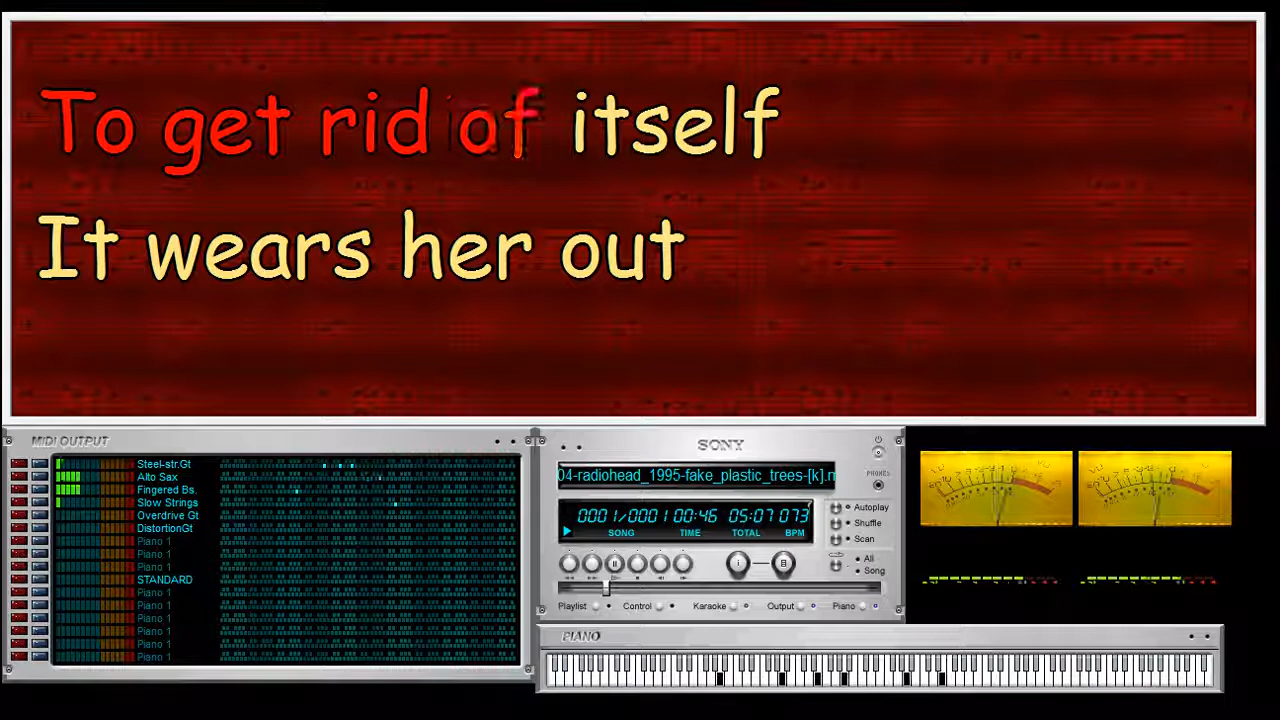 To get rid of itself
It wears her out
MIDI OUTPUT
Steel-str.Gt
Alto Sax
Fingered Bs.
Slow Strings
Overdrive Gt
DistortionGt
Piano 1
Piano 1
Piano 1
STANDARD
Piano 1
Piano 1
Piano 1
Piano 1
Piano 1
Piano 1
SONY
04-radiohead_1995-fake_plastic_trees-[k].m
PHONES
0001/0001 00:46 05:07 073
SONG TIME TOTAL BPM
Autoplay
Shuffle
Scan
All
Song
Playlist Control Karaoke Output Piano
PIANO
VU
VU